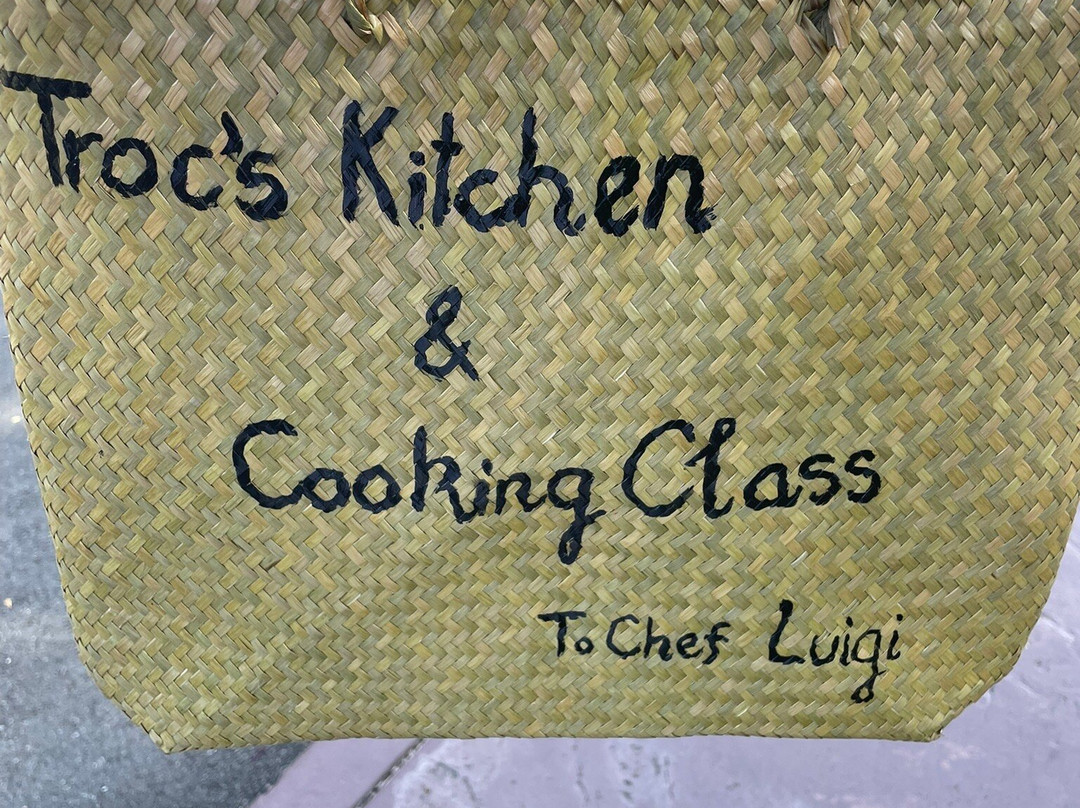 Troc's Kitchen
&
Cooking Class
To Chef Luigi